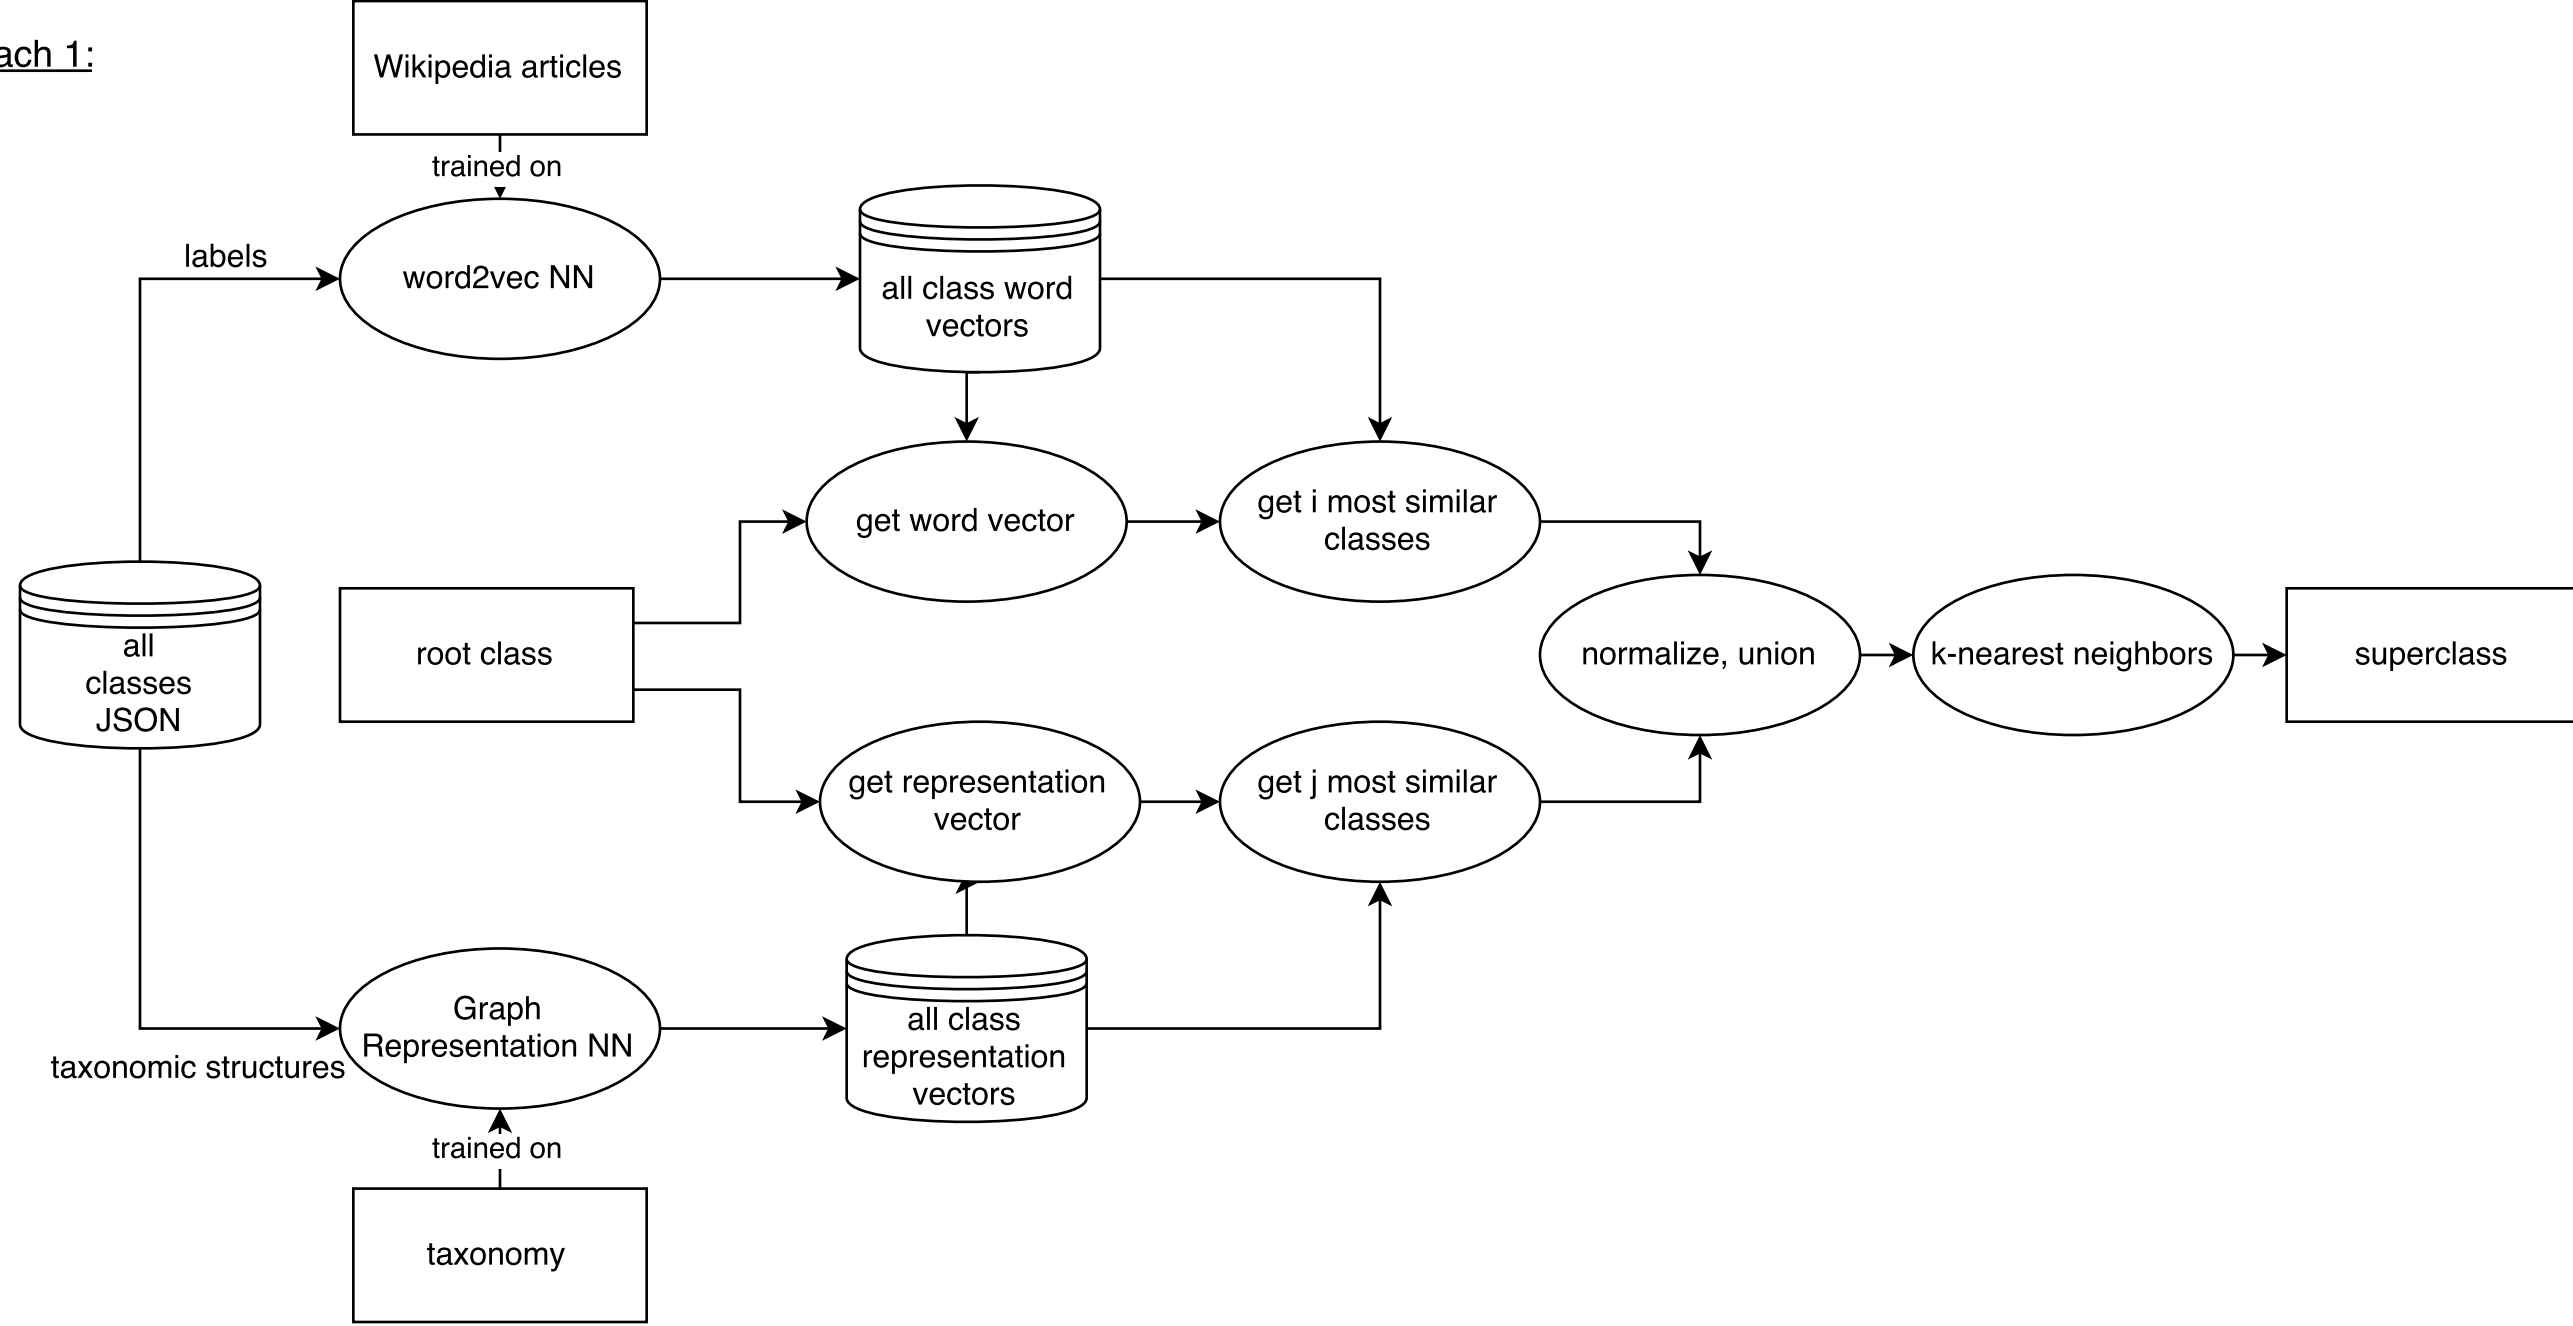 ach 1:
Wikipedia articles
trained on
labels
word2vec NN
all class word
vectors
get word vector
get i most similar
classes
all
classes
JSON
root class
normalize, union
k-nearest neighbors
superclass
get representation
vector
get j most similar
classes
Graph
Representation NN
taxonomic structures
all class
representation
vectors
trained on
taxonomy